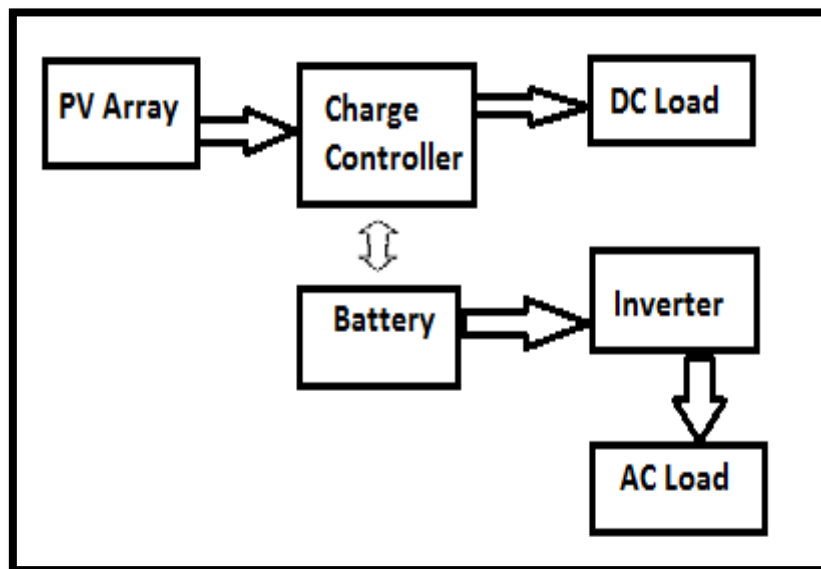 PV Array
Charge
Controller
DC Load
Battery
Inverter
AC Load